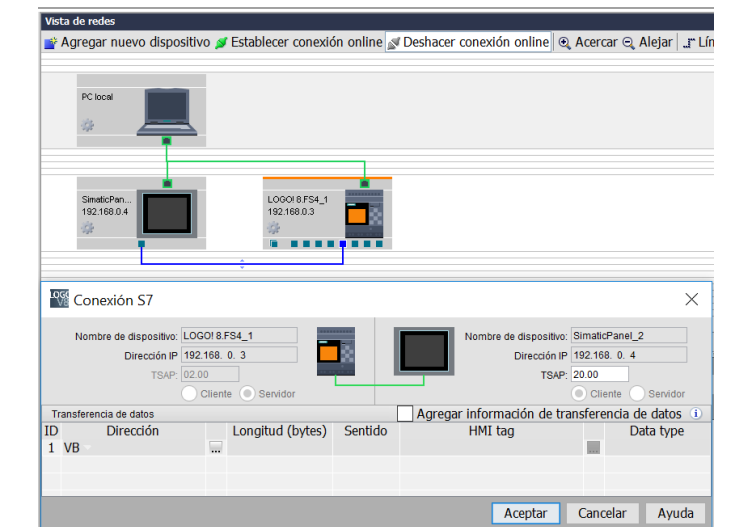 Vista de redes
Agregar nuevo dispositivo Establecer conexión online Deshacer conexión online Acercar Alejar Lín
PC local
SimaticPan...
192.168.0.4
LOGO! 8.FS4_1
192.168.0.3
Conexión S7
Nombre de dispositivo: LOGO! 8.FS4_1
Dirección IP 192.168. 0. 3
TSAP: 02.00
Cliente Servidor
Nombre de dispositivo: SimaticPanel_2
Dirección IP 192.168. 0. 4
TSAP: 20.00
Cliente Servidor
Transferencia de datos Agregar información de transferencia de datos
ID Dirección Longitud (bytes) Sentido HMI tag Data type
1 VB ... ...
Aceptar Cancelar Ayuda